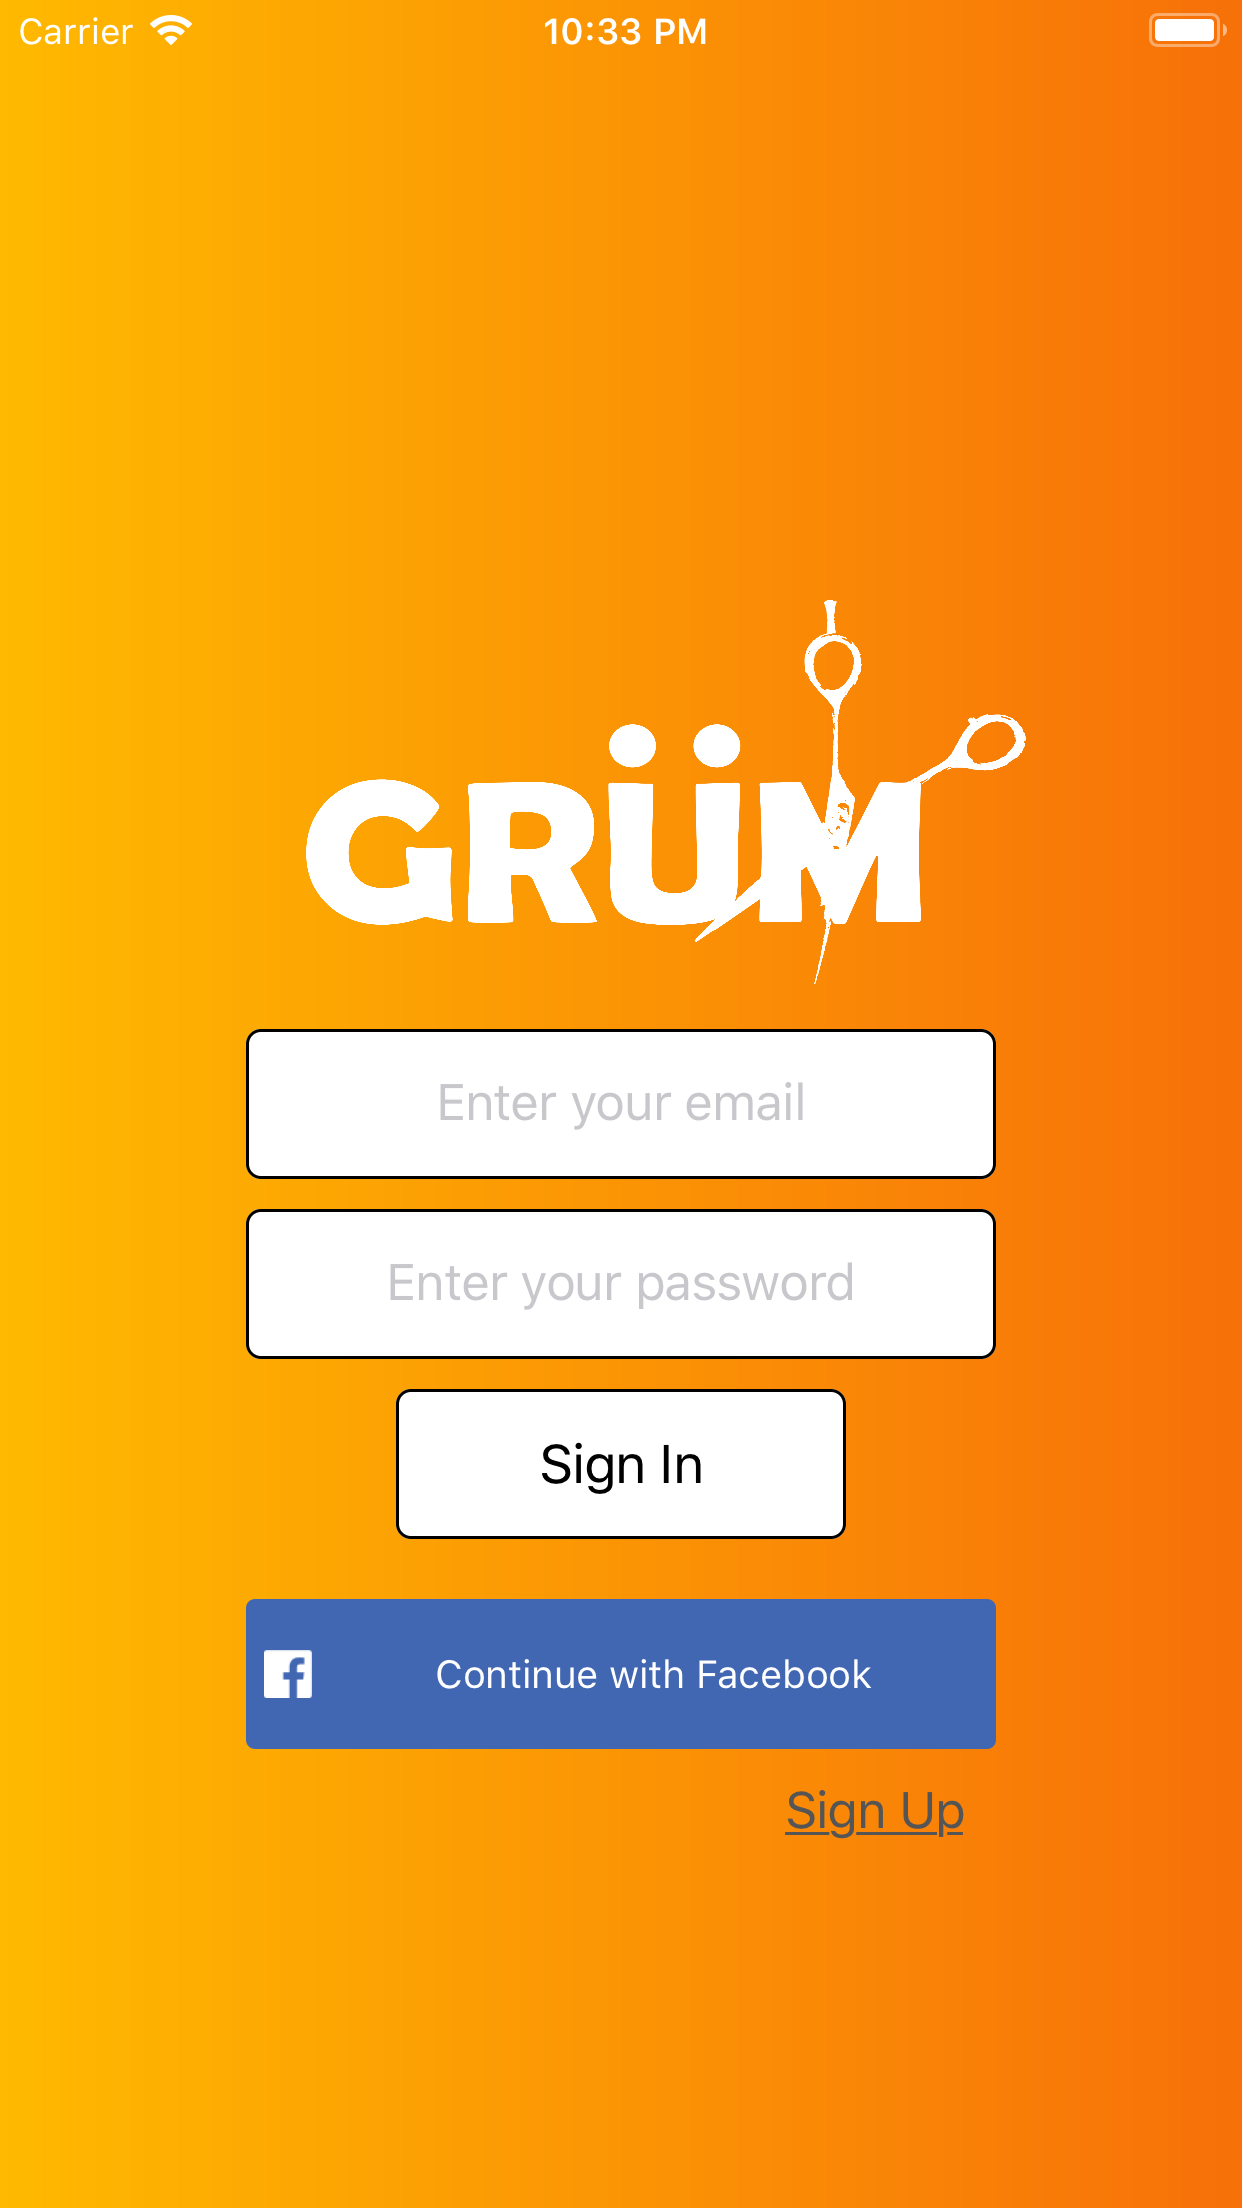 Carrier 10:33 PM
GRÜM
Enter your email
Enter your password
Sign In
Continue with Facebook
Sign Up